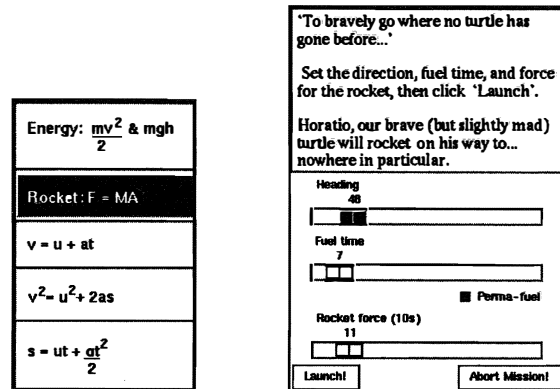 Energy: mv²/2 & mgh
Rocket: F = MA
v = u + at
v² = u² + 2as
s = ut + at²/2
'To bravely go where no turtle has
gone before...'
Set the direction, fuel time, and force
for the rocket, then click 'Launch'.
Horatio, our brave (but slightly mad)
turtle will rocket on his way to...
nowhere in particular.
Heading
46
Fuel time
7
Perma-fuel
Rocket force (10s)
11
Launch!
Abort Mission!